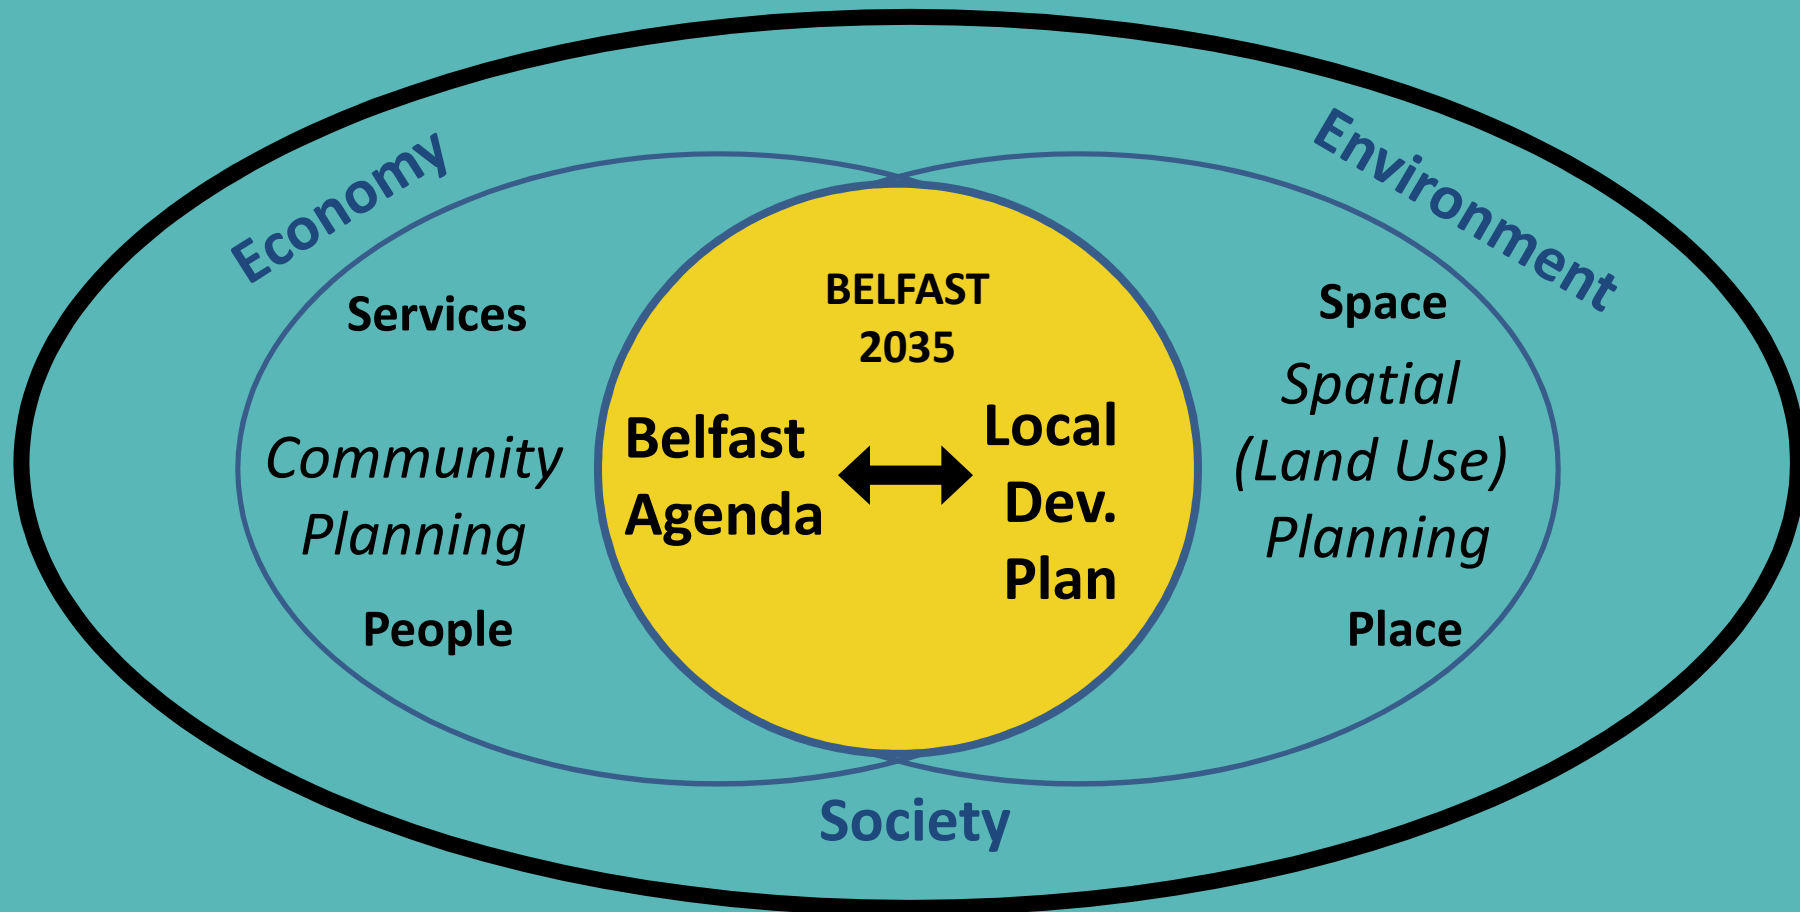 Economy
Environment
Services
Community
Planning
People
BELFAST
2035
Belfast
Agenda
Local
Dev.
Plan
Space
Spatial
(Land Use)
Planning
Place
Society